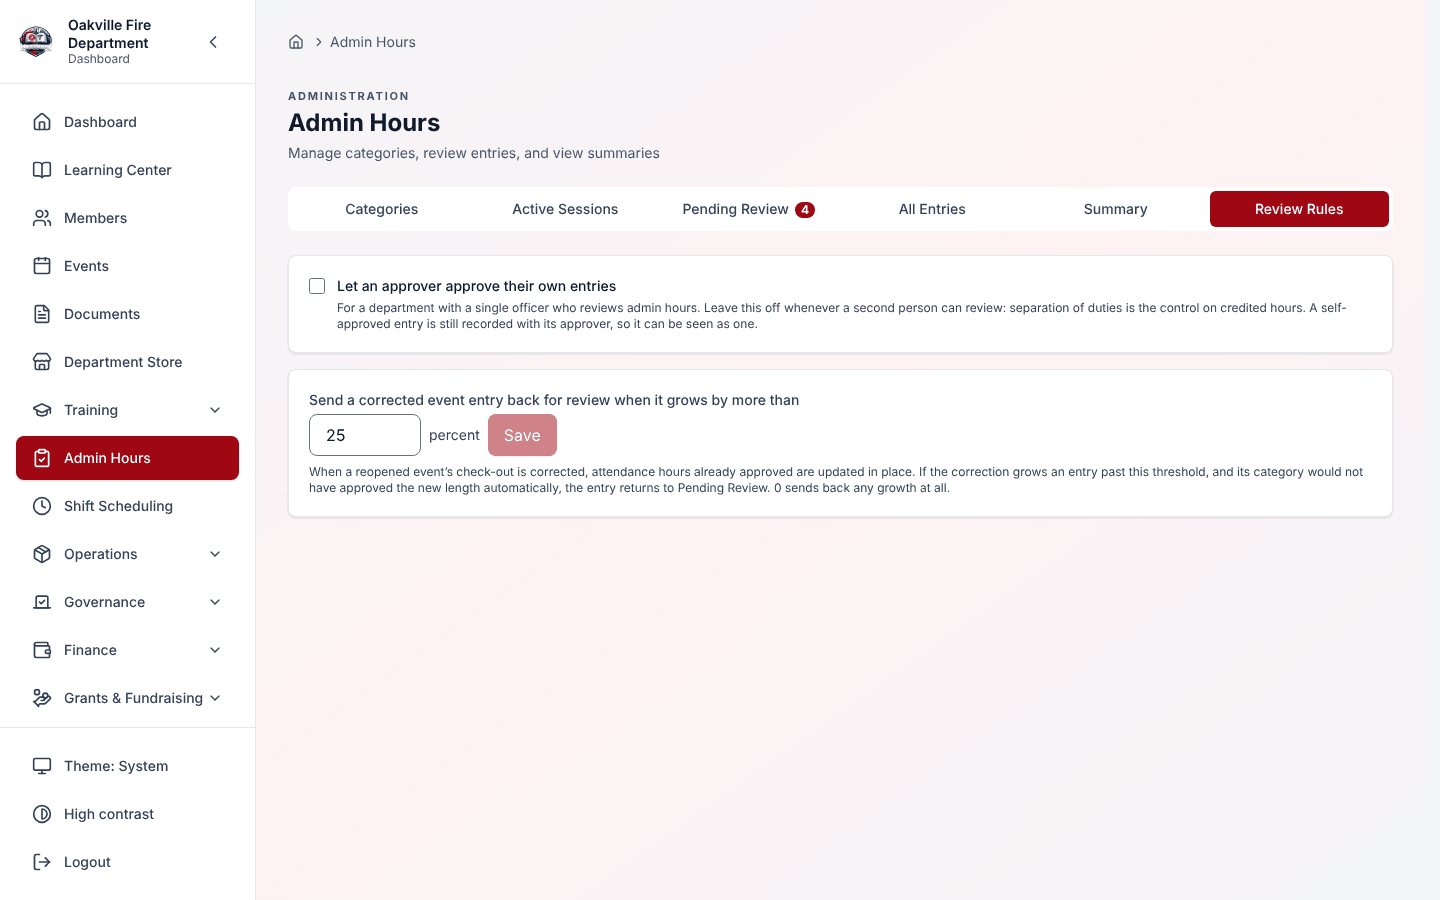 Oakville Fire
Department
Dashboard
Dashboard
Learning Center
Members
Events
Documents
Department Store
Training
Admin Hours
Shift Scheduling
Operations
Governance
Finance
Grants & Fundraising
Theme: System
High contrast
Logout
Admin Hours
ADMINISTRATION
Admin Hours
Manage categories, review entries, and view summaries
Categories
Active Sessions
Pending Review 4
All Entries
Summary
Review Rules
Let an approver approve their own entries
For a department with a single officer who reviews admin hours. Leave this off whenever a second person can review: separation of duties is the control on credited hours. A self-
approved entry is still recorded with its approver, so it can be seen as one.
Send a corrected event entry back for review when it grows by more than
25 percent Save
When a reopened event’s check-out is corrected, attendance hours already approved are updated in place. If the correction grows an entry past this threshold, and its category would not
have approved the new length automatically, the entry returns to Pending Review. 0 sends back any growth at all.